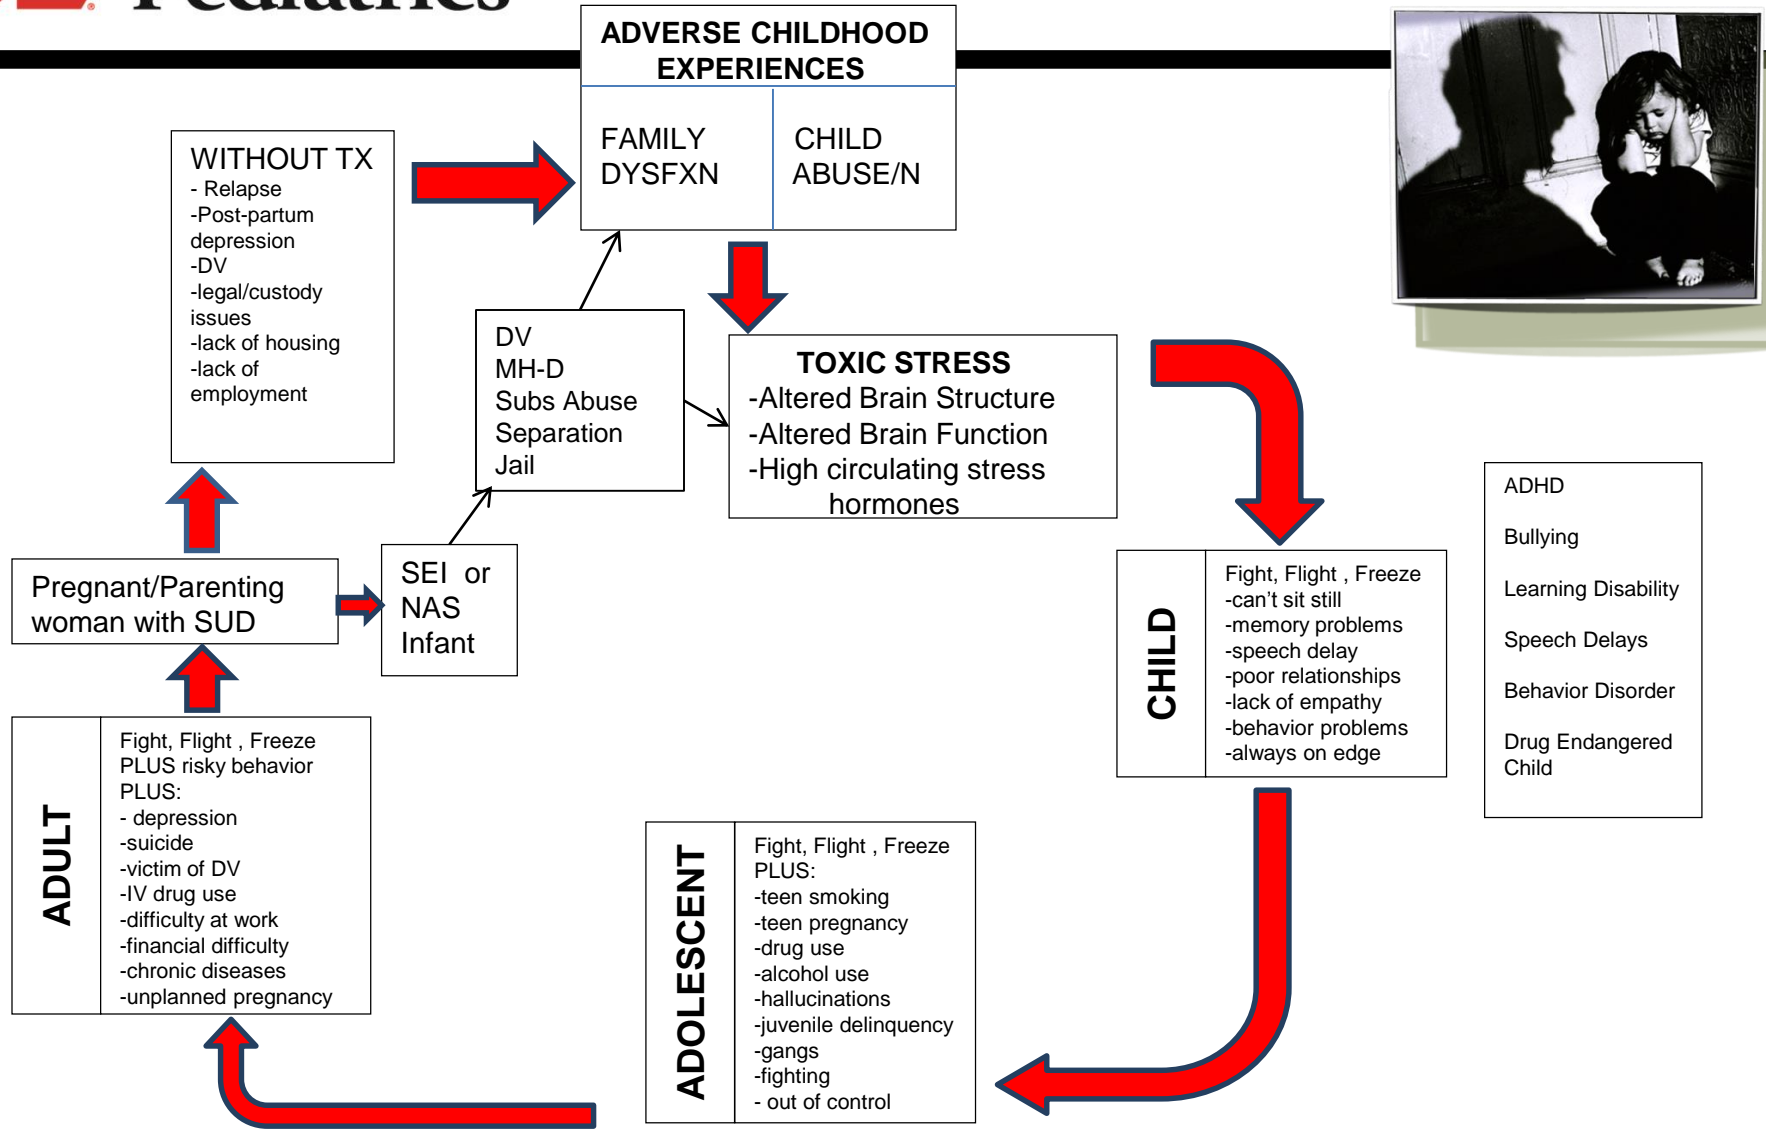 Pediatrics
ADVERSE CHILDHOOD
EXPERIENCES
FAMILY
DYSFXN
CHILD
ABUSE/N
WITHOUT TX
- Relapse
-Post-partum
depression
-DV
-legal/custody
issues
-lack of housing
-lack of
employment
DV
MH-D
Subs Abuse
Separation
Jail
TOXIC STRESS
-Altered Brain Structure
-Altered Brain Function
-High circulating stress
hormones
Pregnant/Parenting
woman with SUD
SEI or
NAS
Infant
CHILD
Fight, Flight , Freeze
-can't sit still
-memory problems
-speech delay
-poor relationships
-lack of empathy
-behavior problems
-always on edge
ADHD
Bullying
Learning Disability
Speech Delays
Behavior Disorder
Drug Endangered
Child
ADULT
Fight, Flight , Freeze
PLUS risky behavior
PLUS:
- depression
-suicide
-victim of DV
-IV drug use
-difficulty at work
-financial difficulty
-chronic diseases
-unplanned pregnancy
ADOLESCENT
Fight, Flight , Freeze
PLUS:
-teen smoking
-teen pregnancy
-drug use
-alcohol use
-hallucinations
-juvenile delinquency
-gangs
-fighting
- out of control